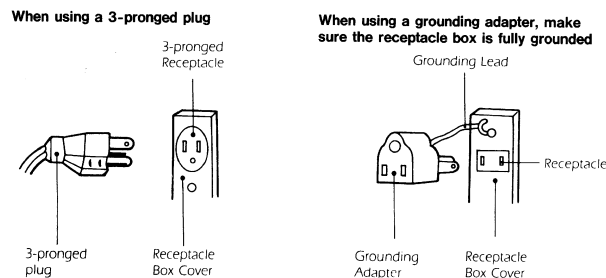 When using a 3-pronged plug
3-pronged
Receptacle
3-pronged
plug
Receptacle
Box Cover
When using a grounding adapter, make
sure the receptacle box is fully grounded
Grounding Lead
Receptacle
Grounding
Adapter
Receptacle
Box Cover